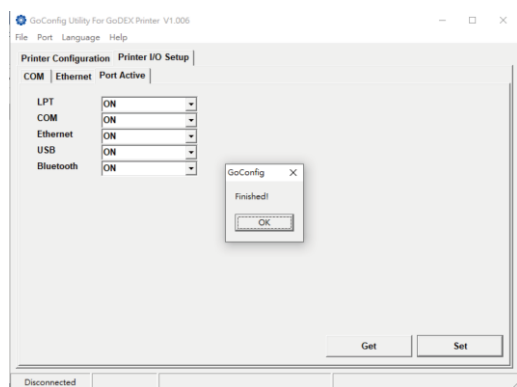 GoConfig Utility For GoDEX Printer V1.006
File Port Language Help
Printer Configuration Printer I/O Setup
COM Ethernet Port Active
LPT ON
COM ON
Ethernet ON
USB ON
Bluetooth ON
GoConfig
Finished!
OK
Get Set
Disconnected